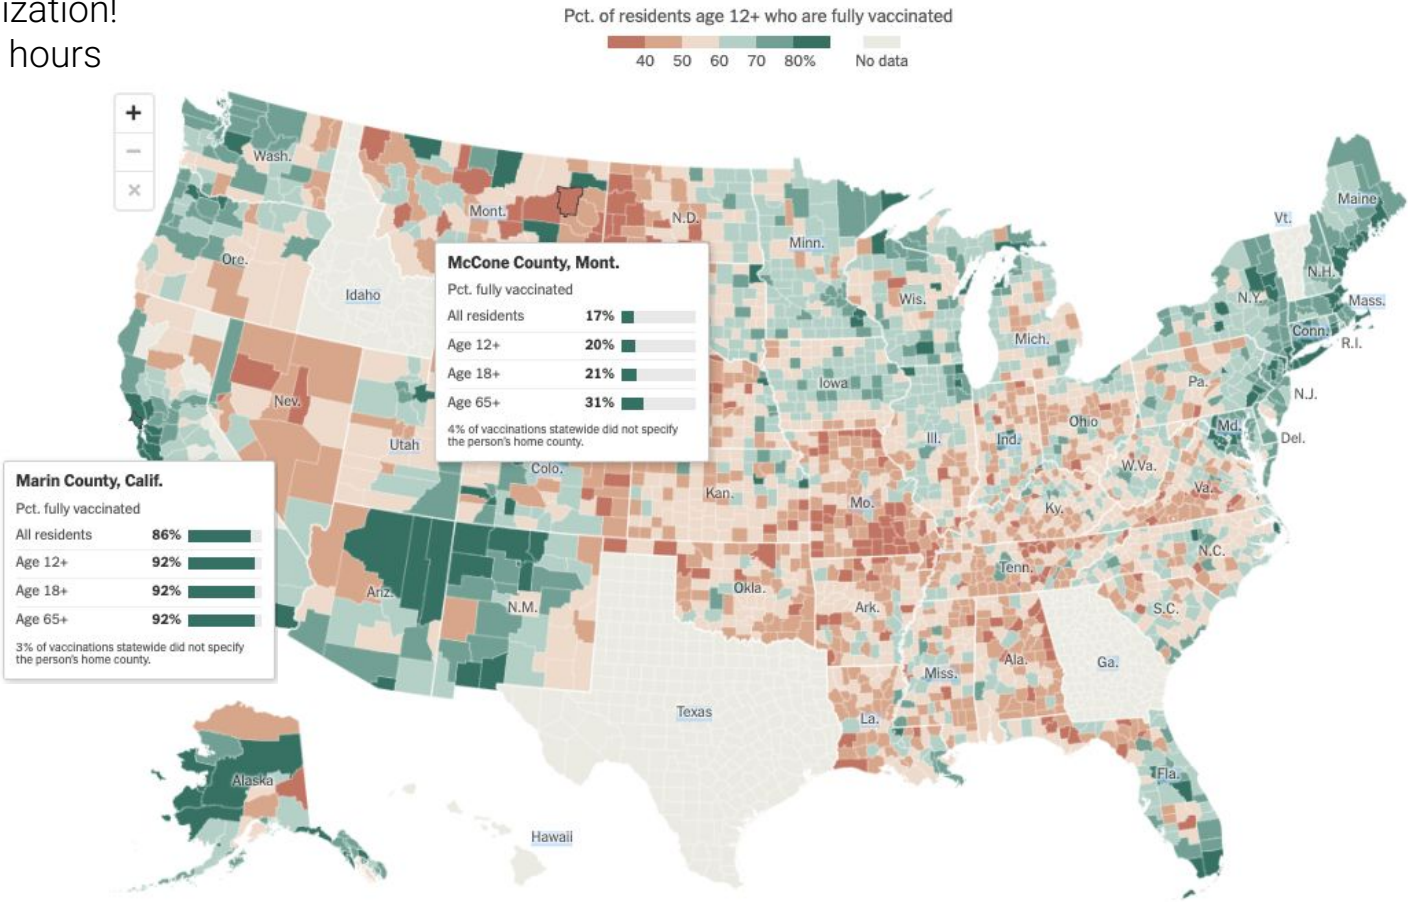 ization!
hours
Pct. of residents age 12+ who are fully vaccinated
40 50 60 70 80% No data
+
−
×
Wash.
Mont.
N.D.
Minn.
Maine
Vt.
Ore.
Idaho
Wis.
Mich.
N.Y.
N.H.
Mass.
Conn.
R.I.
McCone County, Mont.
Pct. fully vaccinated
All residents 17%
Age 12+ 20%
Age 18+ 21%
Age 65+ 31%
4% of vaccinations statewide did not specify
the person's home county.
Nev.
Utah
Colo.
Iowa
Ill.
Ind.
Ohio
Pa.
N.J.
Md.
Del.
W.Va.
Va.
Kan.
Mo.
Ky.
Marin County, Calif.
Pct. fully vaccinated
All residents 86%
Age 12+ 92%
Age 18+ 92%
Age 65+ 92%
3% of vaccinations statewide did not specify
the person's home county.
Ariz.
N.M.
Okla.
Ark.
Tenn.
N.C.
S.C.
Texas
La.
Miss.
Ala.
Ga.
Fla.
Alaska
Hawaii